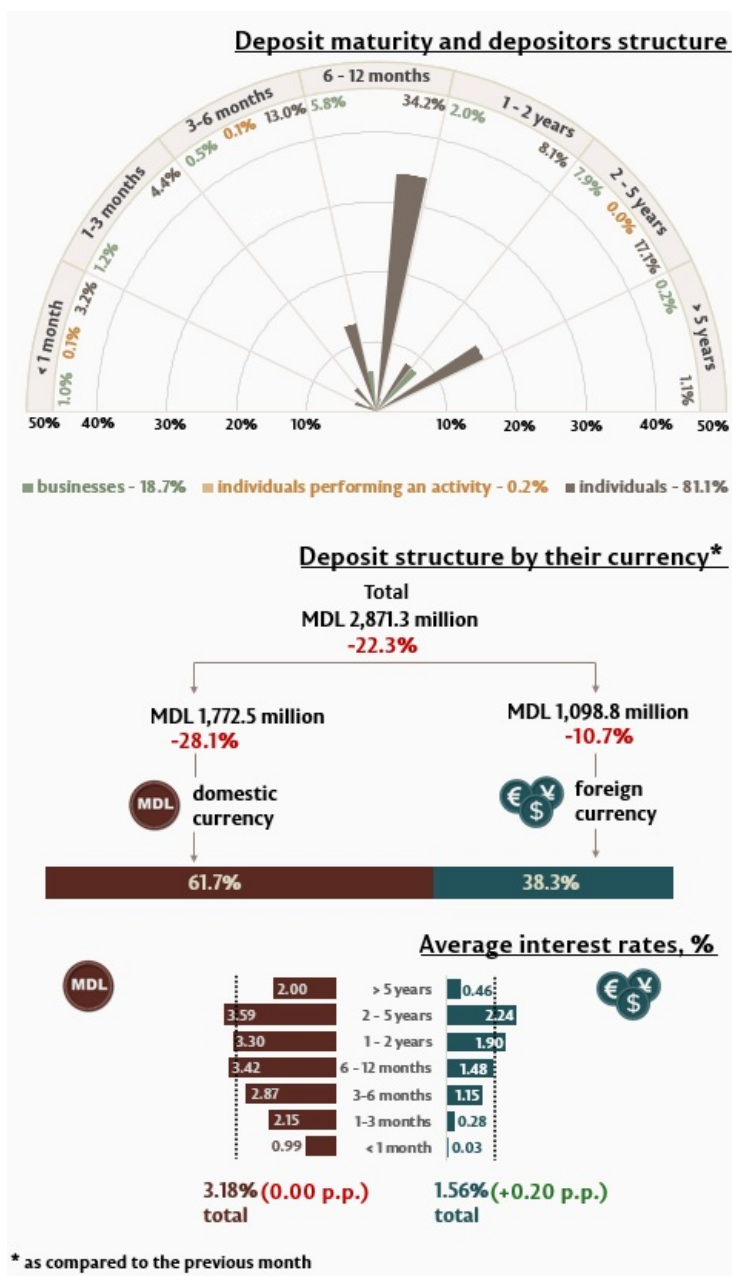 Deposit maturity and depositors structure
< 1 month
1-3 months
3-6 months
6 - 12 months
1 - 2 years
2 - 5 years
> 5 years
1.0% 0.1% 3.2%
1.2% 4.4%
0.5% 0.1% 13.0%
5.8% 34.2%
2.0% 8.1%
7.9% 0.0% 17.1%
0.2% 1.1%
50% 40% 30% 20% 10% 10% 20% 30% 40% 50%
businesses - 18.7% individuals performing an activity - 0.2% individuals - 81.1%
Deposit structure by their currency*
Total
MDL 2,871.3 million
-22.3%
MDL 1,772.5 million
-28.1%
MDL 1,098.8 million
-10.7%
MDL
domestic
currency
€ ¥ $
foreign
currency
61.7% 38.3%
Average interest rates, %
MDL
€ ¥ $
2.00 > 5 years 0.46
3.59 2 - 5 years 2.24
3.30 1 - 2 years 1.90
3.42 6 - 12 months 1.48
2.87 3-6 months 1.15
2.15 1-3 months 0.28
0.99 < 1 month 0.03
3.18% (0.00 p.p.)
total
1.56% (+0.20 p.p.)
total
* as compared to the previous month